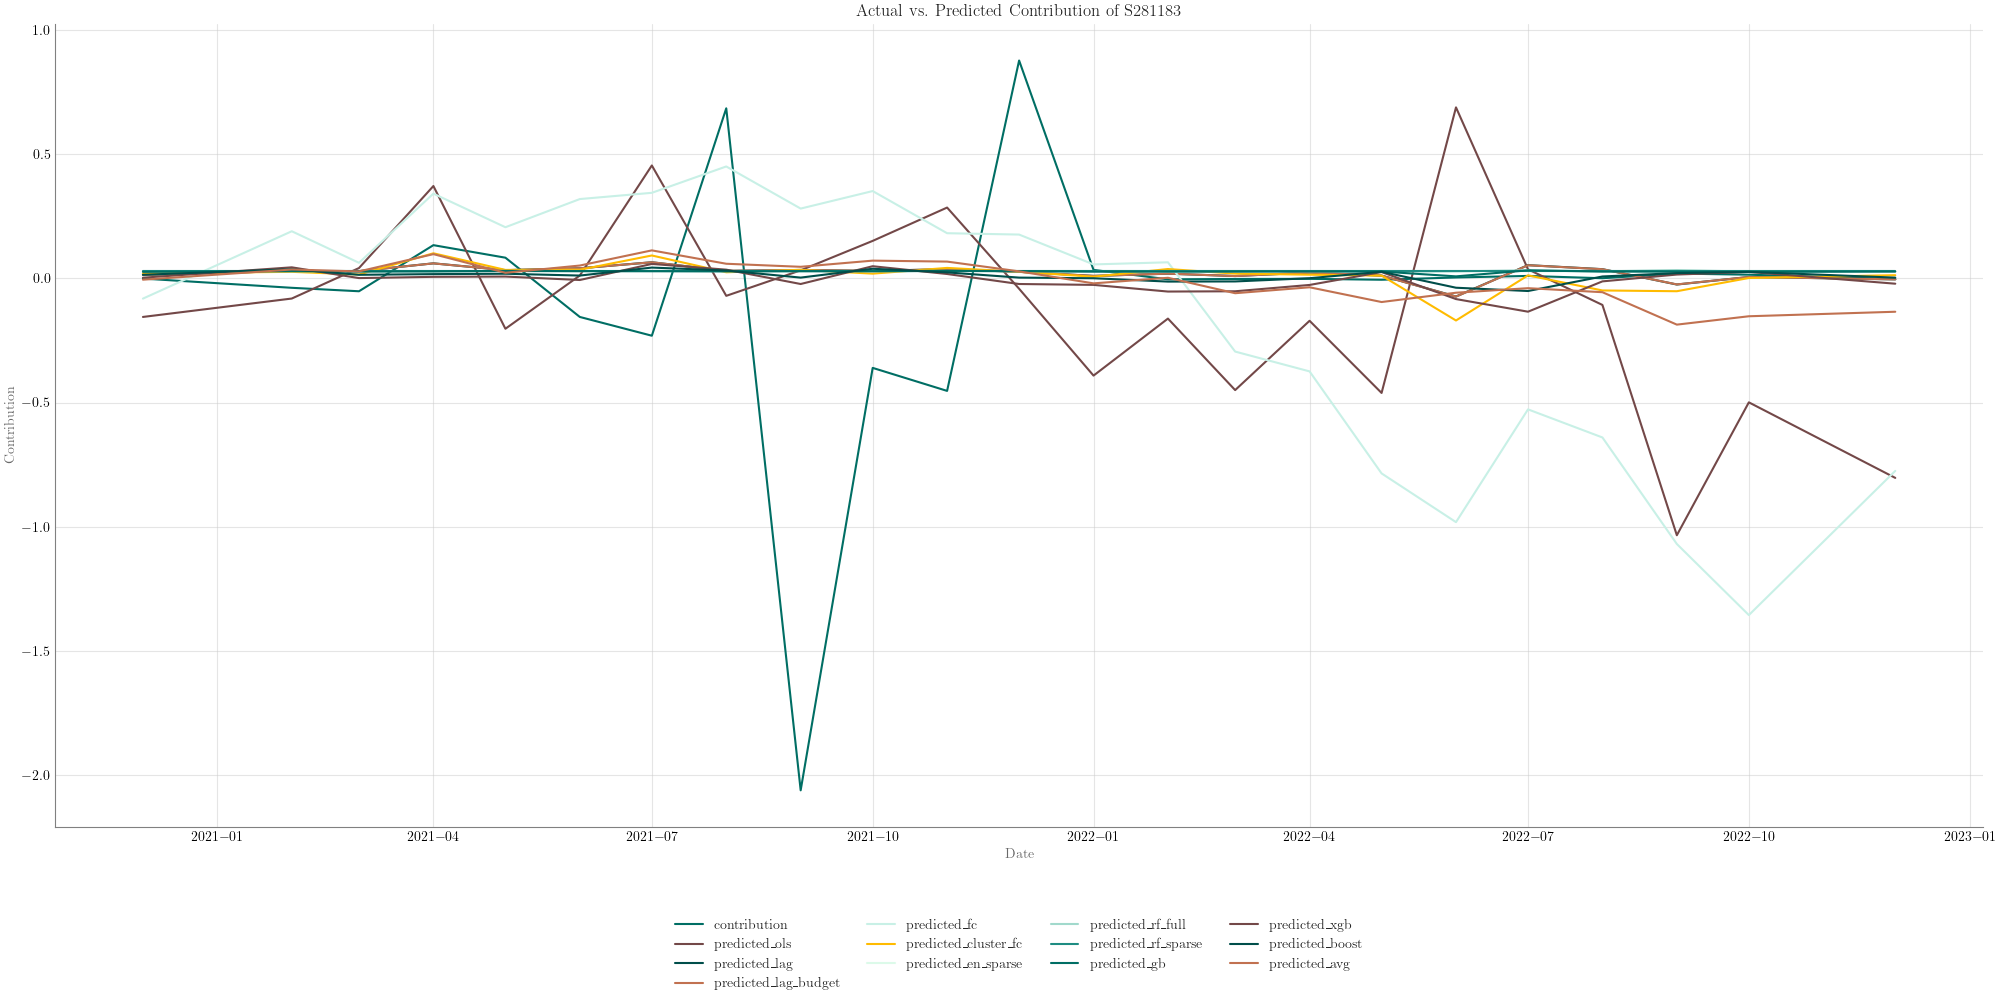 Actual vs. Predicted Contribution of S281183
1.0
0.5
0.0
−0.5
−1.0
−1.5
−2.0
Contribution
2021−01 2021−04 2021−07 2021−10 2022−01 2022−04 2022−07 2022−10 2023−01
Date
contribution predicted_fc predicted_rf_full predicted_xgb
predicted_ols predicted_cluster_fc predicted_rf_sparse predicted_boost
predicted_lag predicted_en_sparse predicted_gb predicted_avg
predicted_lag_budget